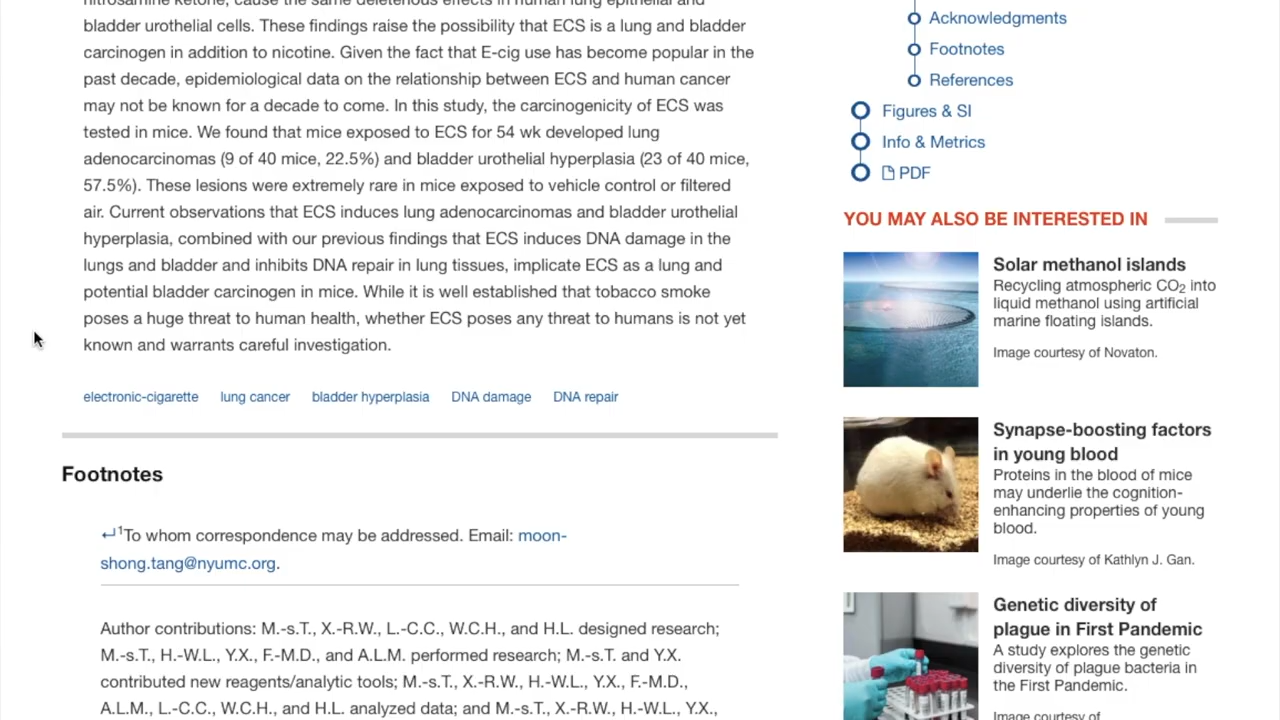 nitrosamine ketone, cause the same deleterious effects in human lung epithelial and
bladder urothelial cells. These findings raise the possibility that ECS is a lung and bladder
carcinogen in addition to nicotine. Given the fact that E-cig use has become popular in the
past decade, epidemiological data on the relationship between ECS and human cancer
may not be known for a decade to come. In this study, the carcinogenicity of ECS was
tested in mice. We found that mice exposed to ECS for 54 wk developed lung
adenocarcinomas (9 of 40 mice, 22.5%) and bladder urothelial hyperplasia (23 of 40 mice,
57.5%). These lesions were extremely rare in mice exposed to vehicle control or filtered
air. Current observations that ECS induces lung adenocarcinomas and bladder urothelial
hyperplasia, combined with our previous findings that ECS induces DNA damage in the
lungs and bladder and inhibits DNA repair in lung tissues, implicate ECS as a lung and
potential bladder carcinogen in mice. While it is well established that tobacco smoke
poses a huge threat to human health, whether ECS poses any threat to humans is not yet
known and warrants careful investigation.
electronic-cigarette lung cancer bladder hyperplasia DNA damage DNA repair
Footnotes
↵1To whom correspondence may be addressed. Email: moon-
shong.tang@nyumc.org.
Author contributions: M.-s.T., X.-R.W., L.-C.C., W.C.H., and H.L. designed research;
M.-s.T., H.-W.L., Y.X., F.-M.D., and A.L.M. performed research; M.-s.T. and Y.X.
contributed new reagents/analytic tools; M.-s.T., X.-R.W., H.-W.L., Y.X., F.-M.D.,
A.L.M., L.-C.C., W.C.H., and H.L. analyzed data; and M.-s.T., X.-R.W., H.-W.L., Y.X.,
Acknowledgments
Footnotes
References
Figures & SI
Info & Metrics
PDF
YOU MAY ALSO BE INTERESTED IN
Solar methanol islands
Recycling atmospheric CO2 into
liquid methanol using artificial
marine floating islands.
Image courtesy of Novaton.
Synapse-boosting factors
in young blood
Proteins in the blood of mice
may underlie the cognition-
enhancing properties of young
blood.
Image courtesy of Kathlyn J. Gan.
Genetic diversity of
plague in First Pandemic
A study explores the genetic
diversity of plague bacteria in
the First Pandemic.
Image courtesy of